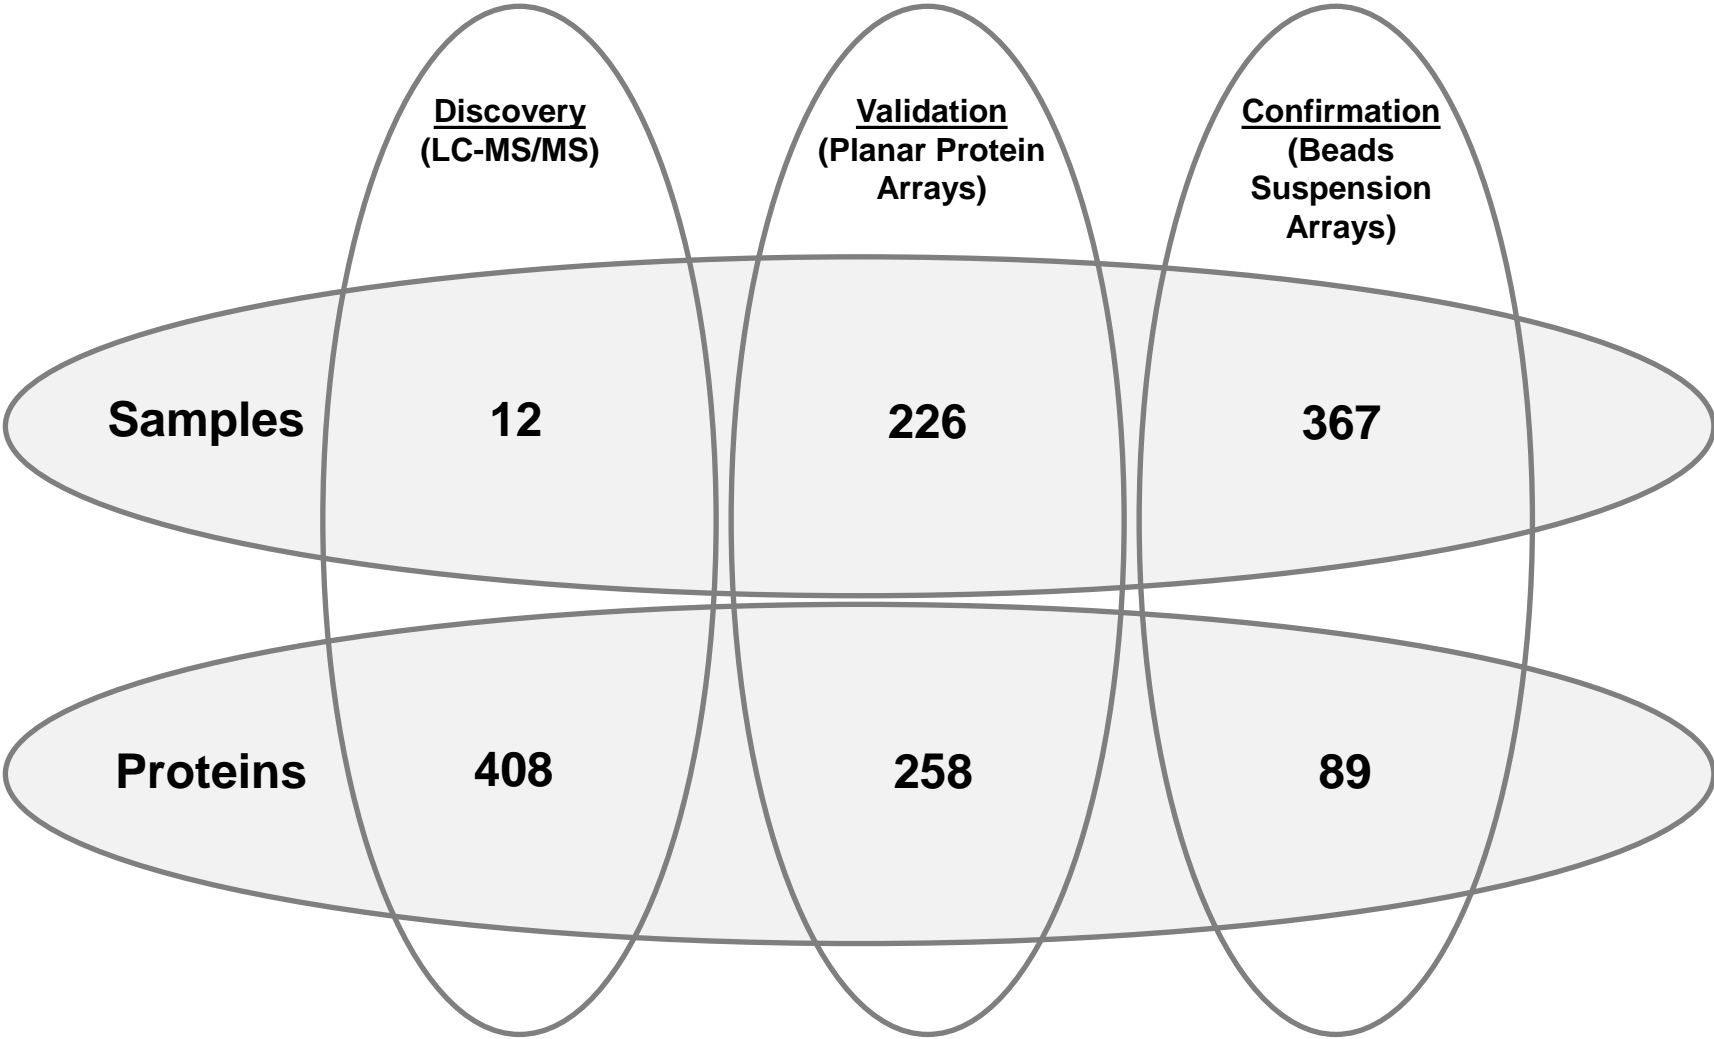 Discovery
(LC-MS/MS)
Validation
(Planar Protein
Arrays)
Confirmation
(Beads
Suspension
Arrays)
Samples
12
226
367
Proteins
408
258
89